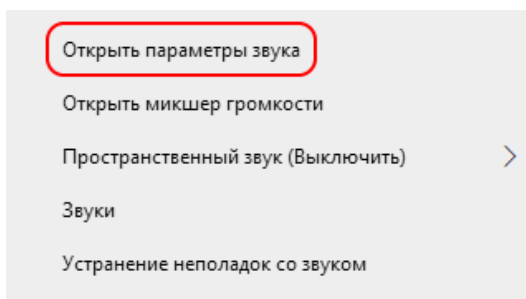 Открыть параметры звука
Открыть микшер громкости
Пространственный звук (Выключить)
Звуки
Устранение неполадок со звуком